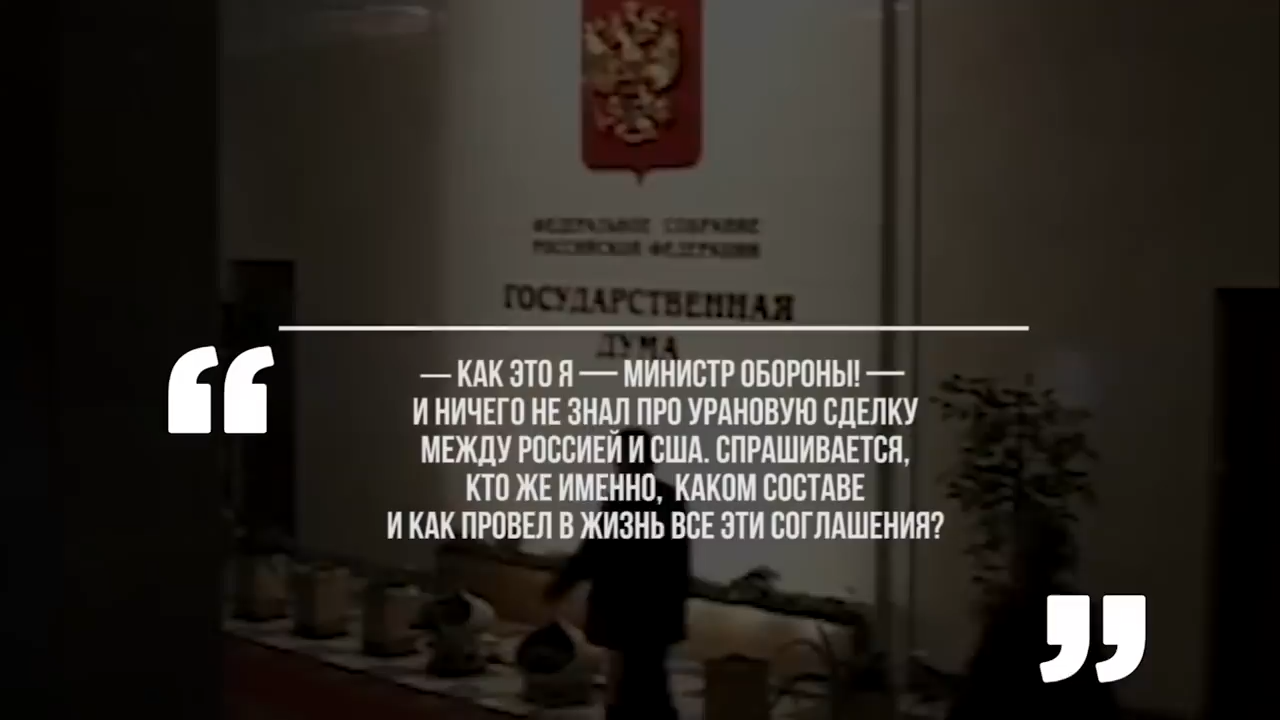 ФЕДЕРАЛЬНОЕ СОБРАНИЕ
РОССИЙСКОЙ ФЕДЕРАЦИИ
ГОСУДАРСТВЕННАЯ
ДУМА
— КАК ЭТО Я — МИНИСТР ОБОРОНЫ! —
И НИЧЕГО НЕ ЗНАЛ ПРО УРАНОВУЮ СДЕЛКУ
МЕЖДУ РОССИЕЙ И США. СПРАШИВАЕТСЯ,
КТО ЖЕ ИМЕННО,  КАКОМ СОСТАВЕ
И КАК ПРОВЕЛ В ЖИЗНЬ ВСЕ ЭТИ СОГЛАШЕНИЯ?